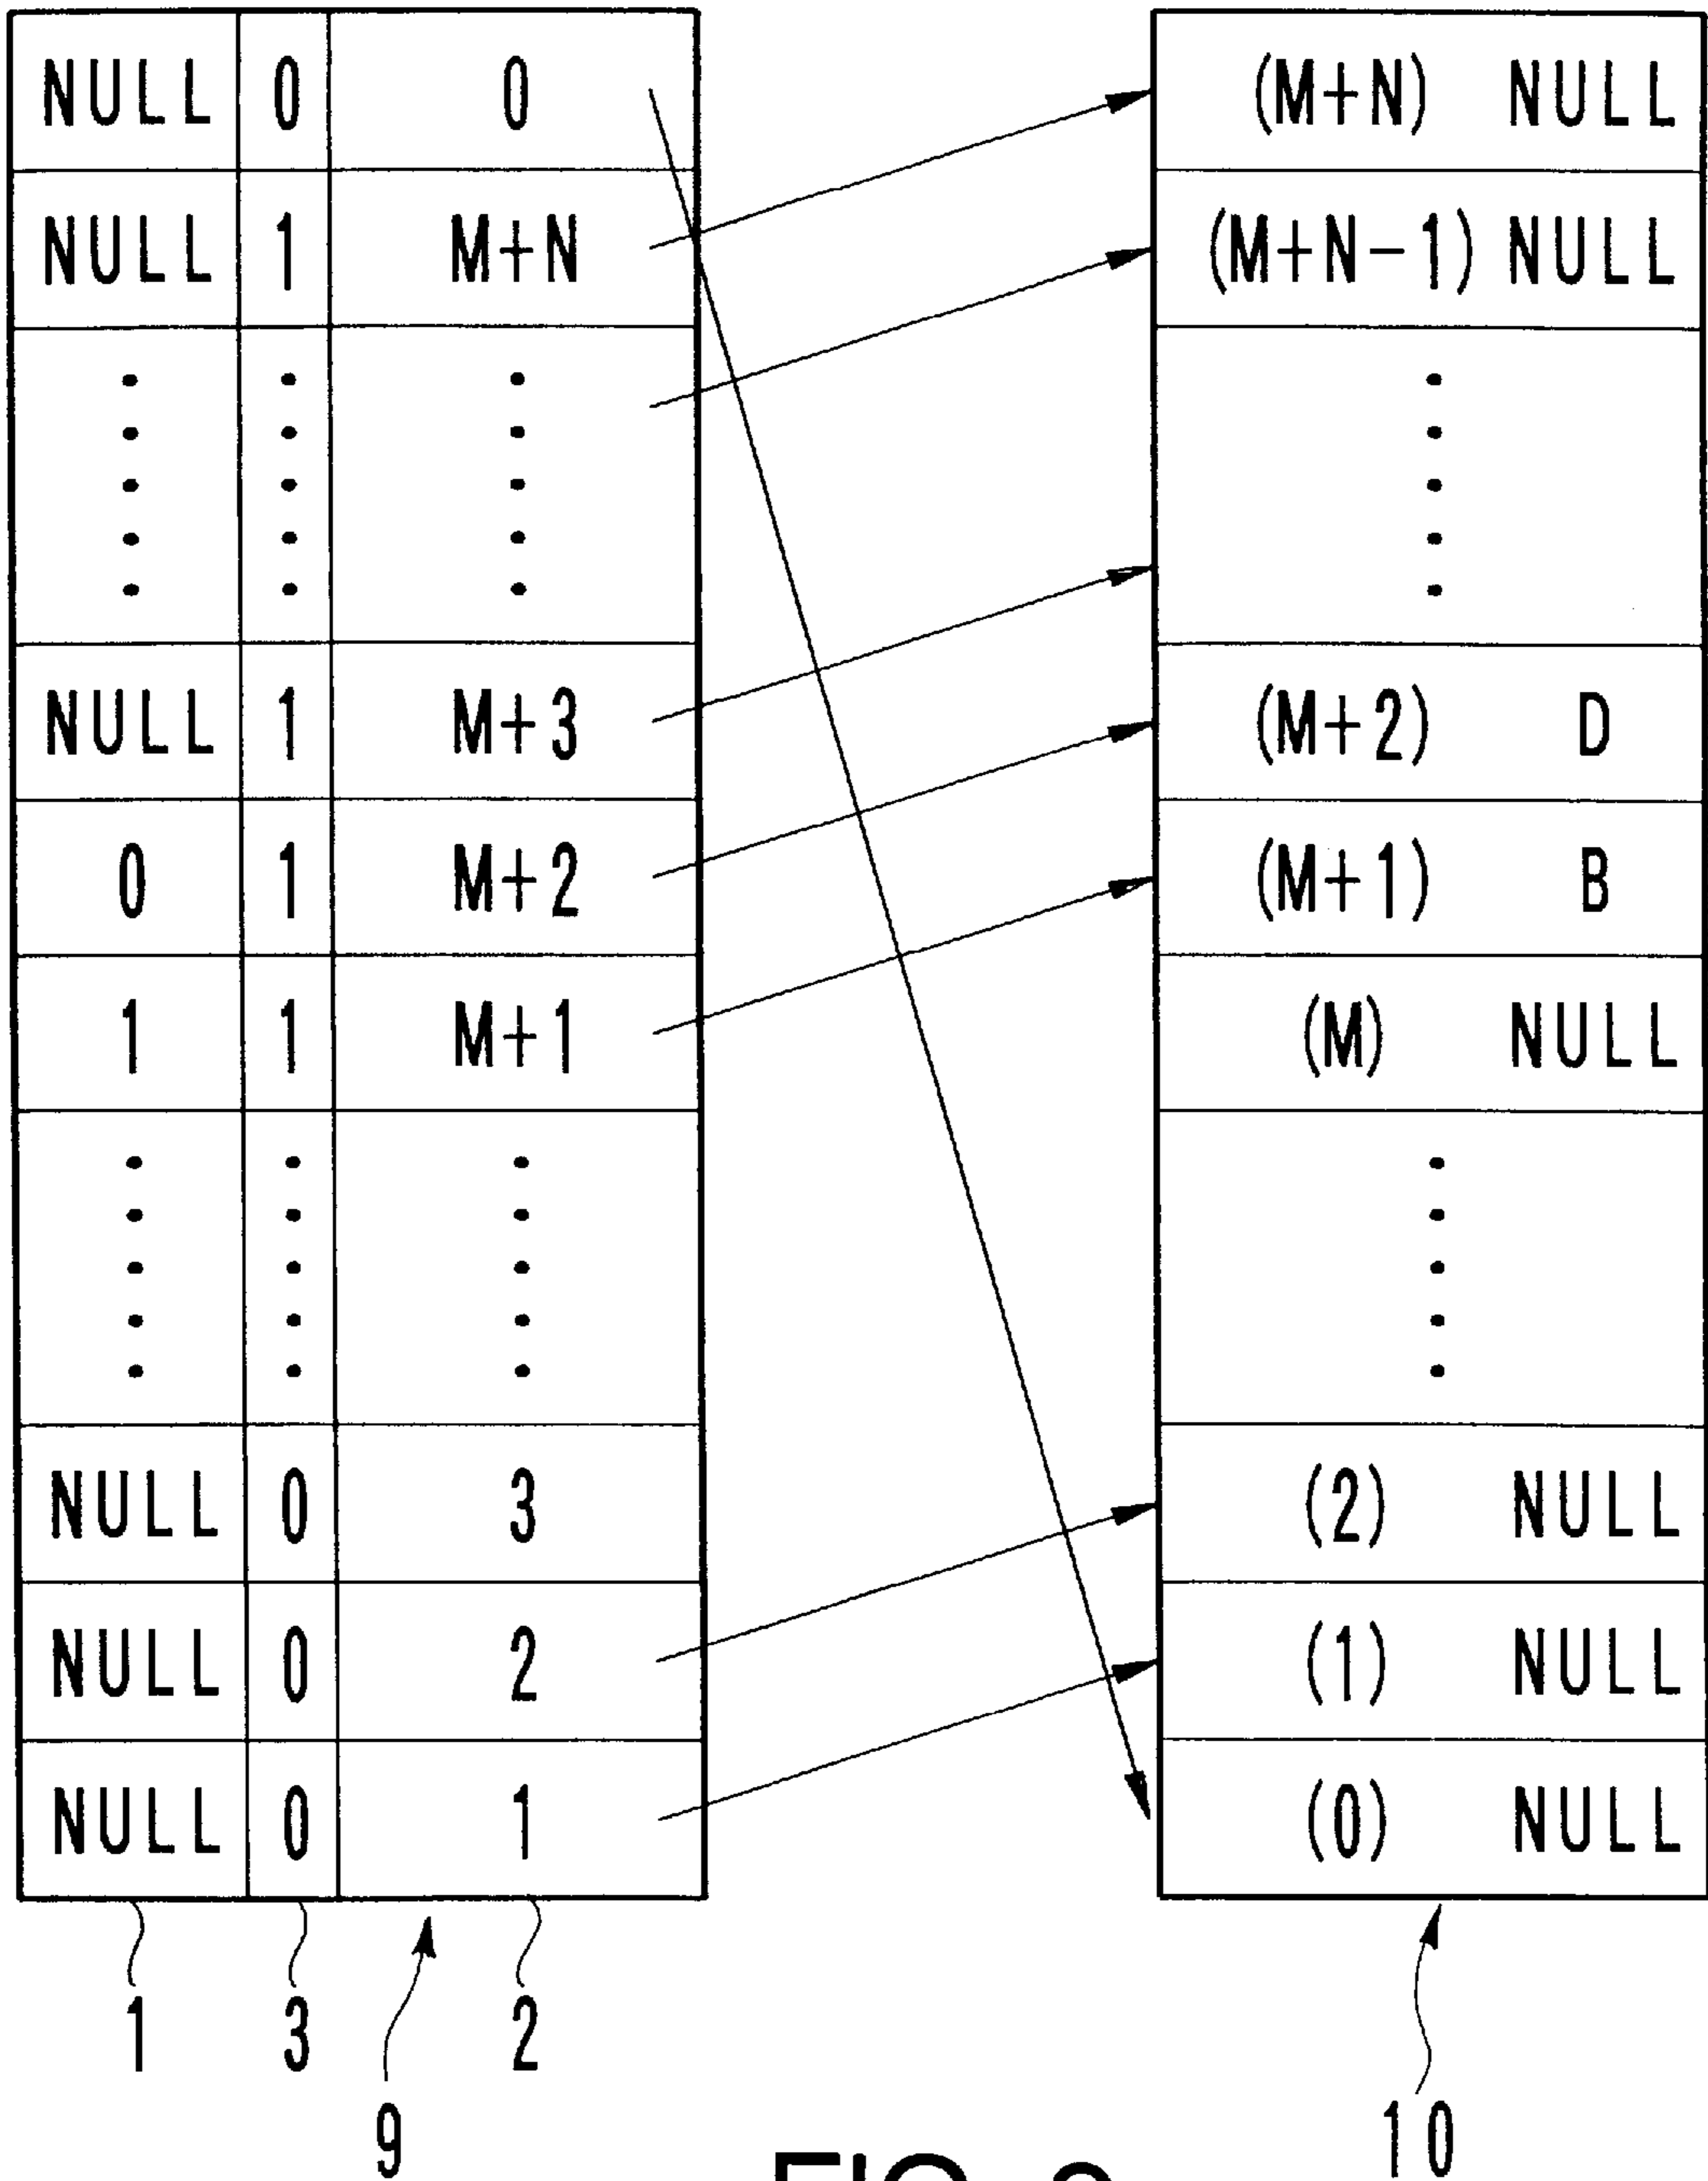 NULL 0 0 (M+N) NULL
NULL 1 M+N (M+N-1) NULL
NULL 1 M+3 (M+2) D
0 1 M+2 (M+1) B
1 1 M+1 (M) NULL
NULL 0 3 (2) NULL
NULL 0 2 (1) NULL
NULL 0 1 (0) NULL
1 3 2
9 10
FIG.